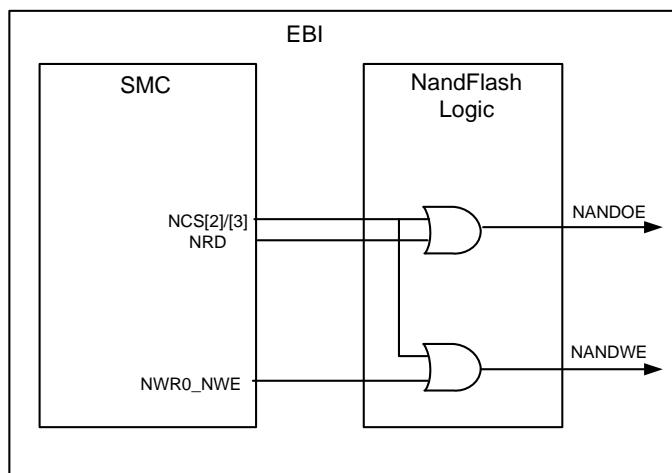 EBI
SMC
NandFlash
Logic
NCS[2]/[3]
NRD
NANDOE
NWR0_NWE
NANDWE